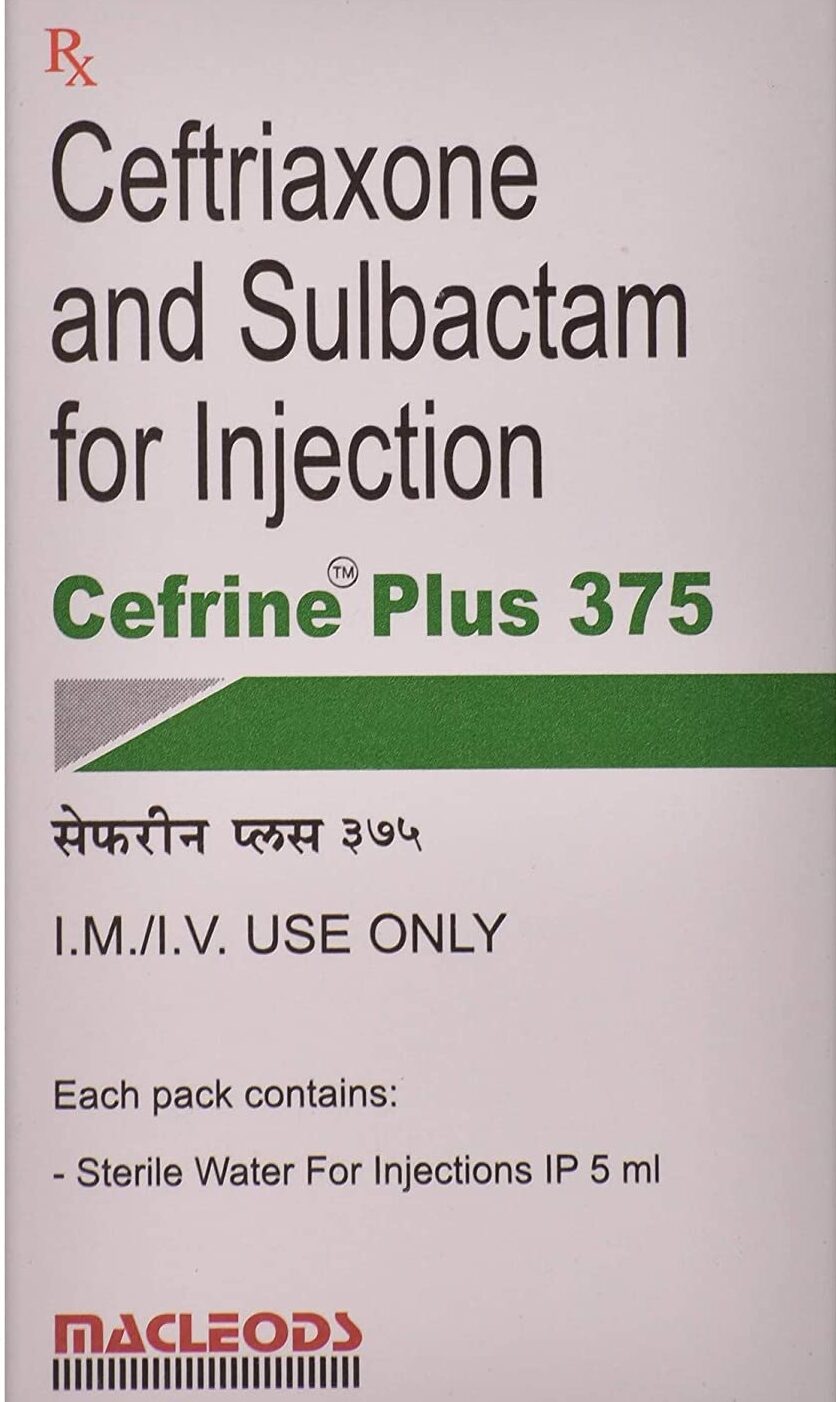 Rx
Ceftriaxone
and Sulbactam
for Injection
Cefrine™ Plus 375
सेफरीन प्लस ३७५
I.M./I.V. USE ONLY
Each pack contains:
- Sterile Water For Injections IP 5 ml
MACLEODS